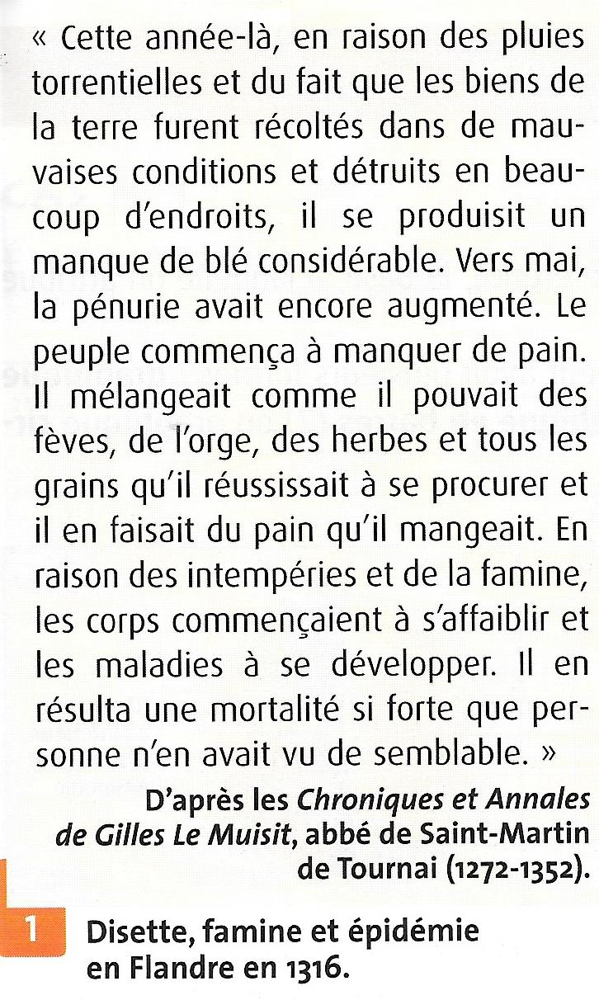 « Cette année-là, en raison des pluies
torrentielles et du fait que les biens de
la terre furent récoltés dans de mau-
vaises conditions et détruits en beau-
coup d'endroits, il se produisit un
manque de blé considérable. Vers mai,
la pénurie avait encore augmenté. Le
peuple commença à manquer de pain.
Il mélangeait comme il pouvait des
fèves, de l'orge, des herbes et tous les
grains qu'il réussissait à se procurer et
il en faisait du pain qu'il mangeait. En
raison des intempéries et de la famine,
les corps commençaient à s'affaiblir et
les maladies à se développer. Il en
résulta une mortalité si forte que per-
sonne n'en avait vu de semblable. »
D'après les Chroniques et Annales
de Gilles Le Muisit, abbé de Saint-Martin
de Tournai (1272-1352).
1 Disette, famine et épidémie
en Flandre en 1316.